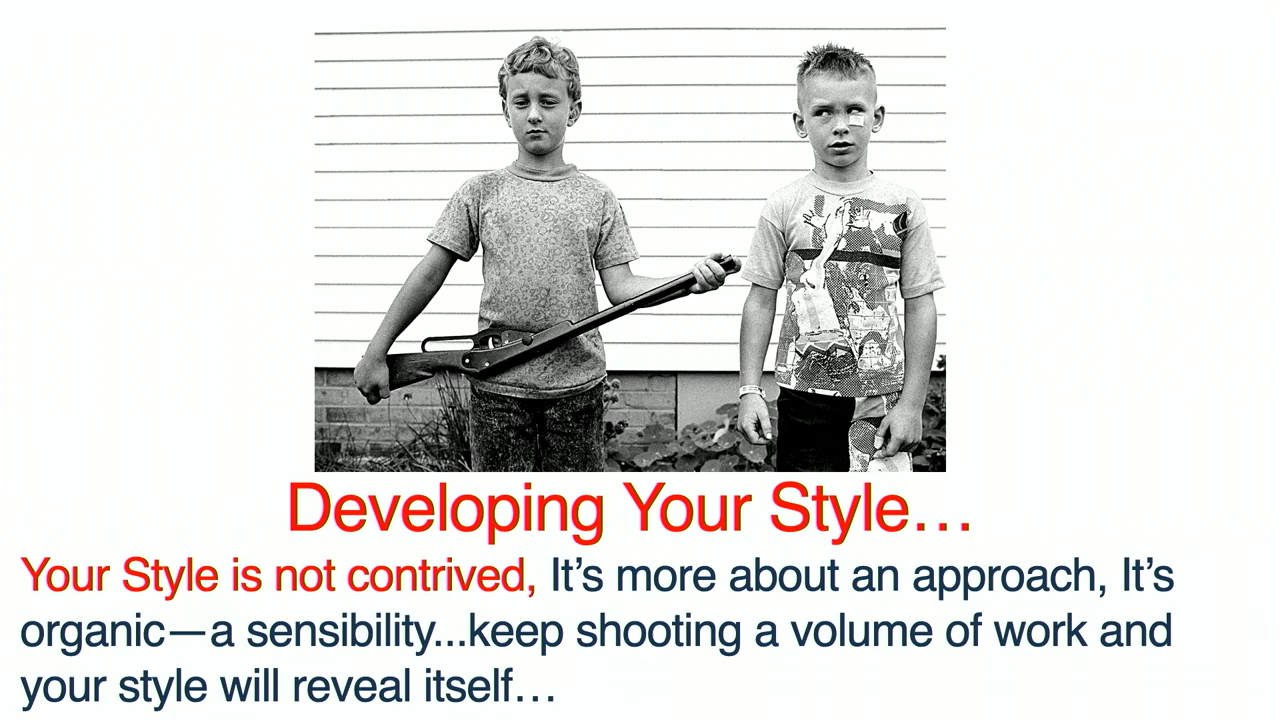 Developing Your Style…
Your Style is not contrived, It’s more about an approach, It’s
organic—a sensibility...keep shooting a volume of work and
your style will reveal itself…